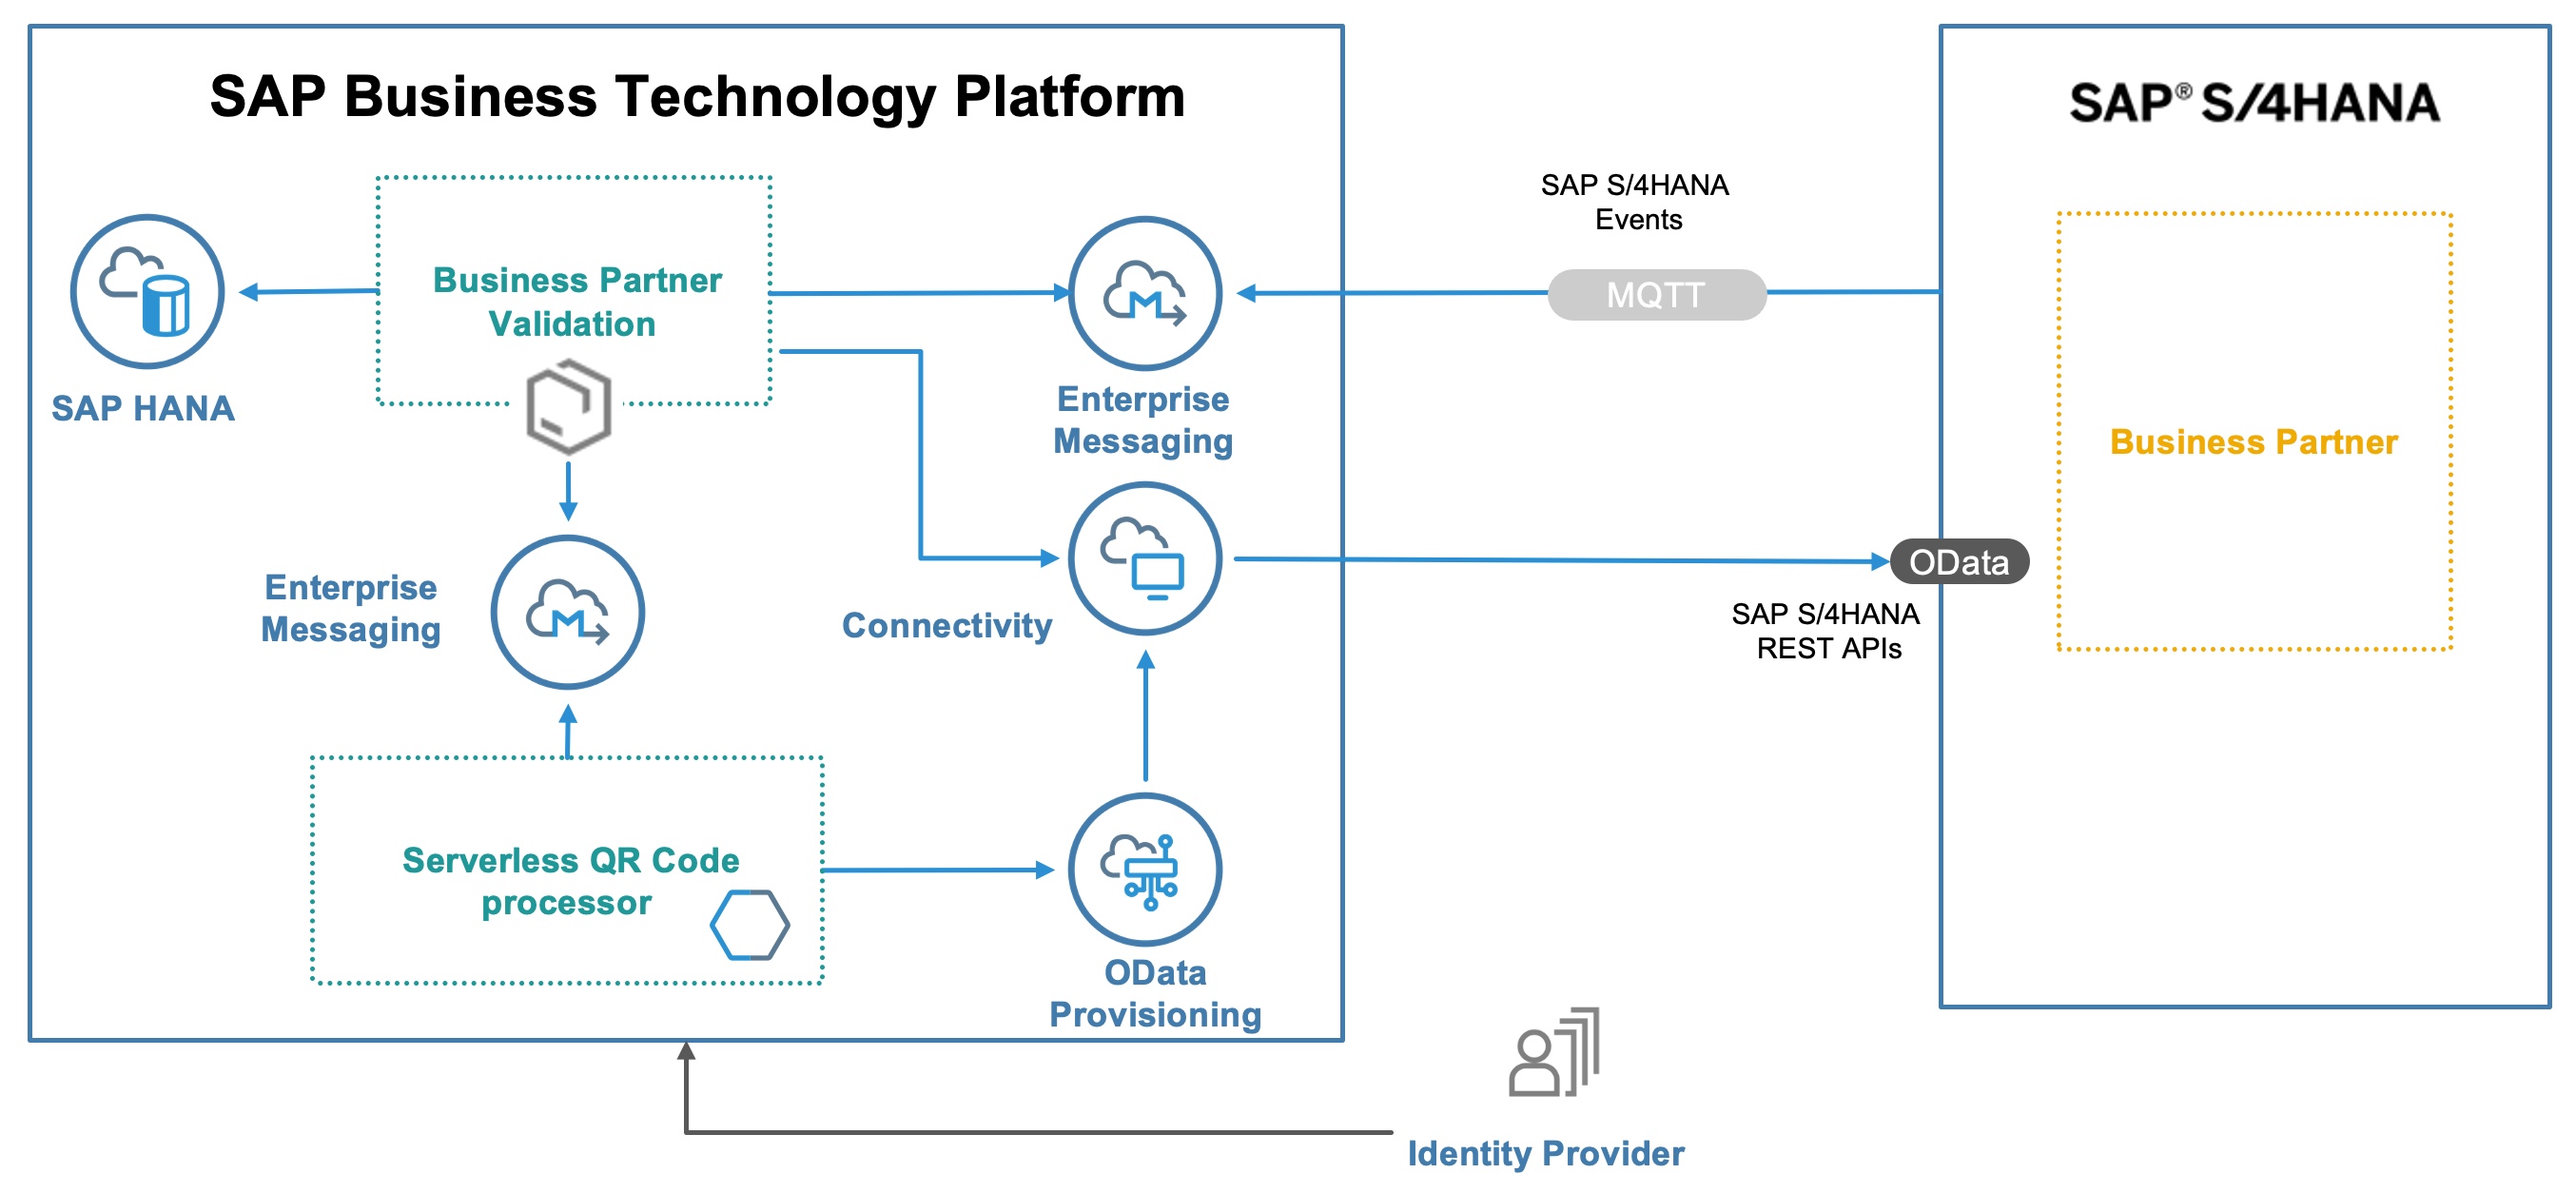 SAP Business Technology Platform
SAP® S/4HANA
SAP S/4HANA
Events
MQTT
Business Partner
Validation
SAP HANA
Enterprise
Messaging
Business Partner
Enterprise
Messaging
Connectivity
OData
SAP S/4HANA
REST APIs
Serverless QR Code
processor
OData
Provisioning
Identity Provider